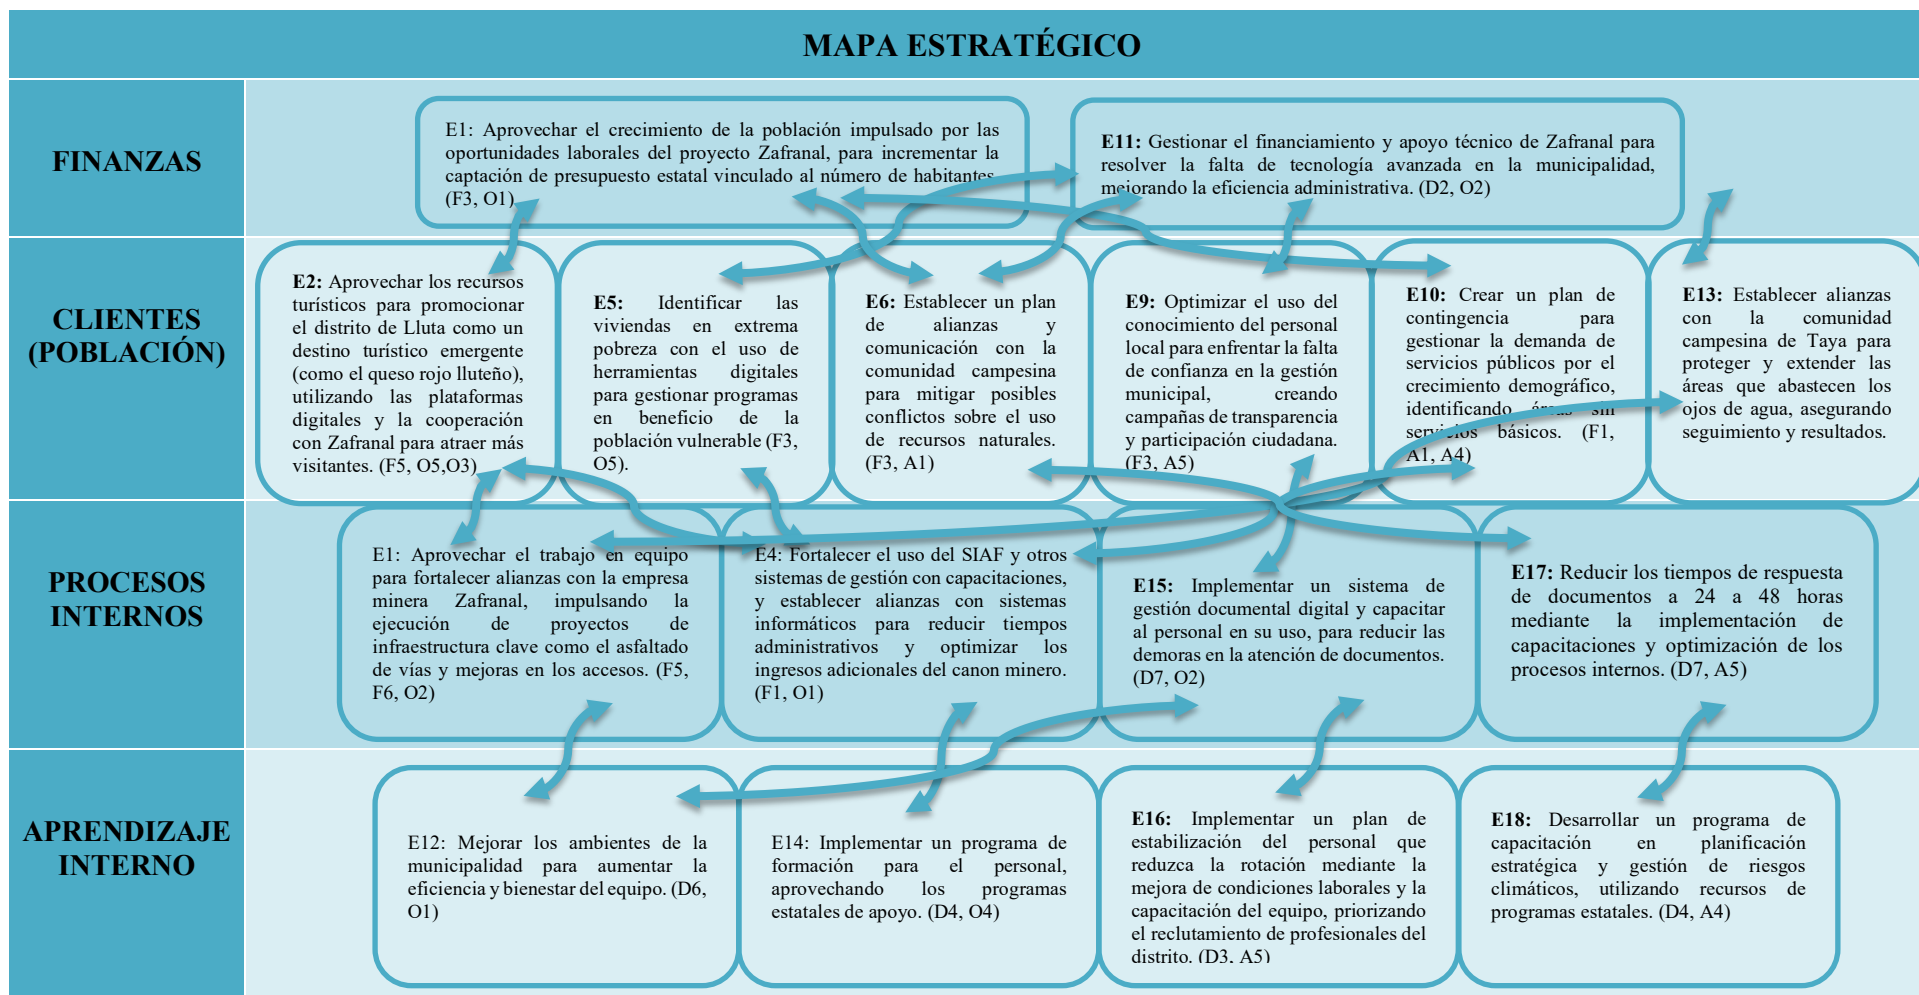 MAPA ESTRATÉGICO
FINANZAS
E1: Aprovechar el crecimiento de la población impulsado por las
oportunidades laborales del proyecto Zafranal, para incrementar la
captación de presupuesto estatal vinculado al número de habitantes.
(F3, O1)
E11: Gestionar el financiamiento y apoyo técnico de Zafranal para
resolver la falta de tecnología avanzada en la municipalidad,
mejorando la eficiencia administrativa. (D2, O2)
CLIENTES
(POBLACIÓN)
E2: Aprovechar los recursos
turísticos para promocionar
el distrito de Lluta como un
destino turístico emergente
(como el queso rojo lluteño),
utilizando las plataformas
digitales y la cooperación
con Zafranal para atraer más
visitantes. (F5, O5,O3)
E5: Identificar las
viviendas en extrema
pobreza con el uso de
herramientas digitales
para gestionar programas
en beneficio de la
población vulnerable (F3,
O5).
E6: Establecer un plan
de alianzas y
comunicación con la
comunidad campesina
para mitigar posibles
conflictos sobre el uso
de recursos naturales.
(F3, A1)
E9: Optimizar el uso del
conocimiento del personal
local para enfrentar la falta
de confianza en la gestión
municipal, creando
campañas de transparencia
y participación ciudadana.
(F3, A5)
E10: Crear un plan de
contingencia para
gestionar la demanda de
servicios públicos por el
crecimiento demográfico,
identificando áreas sin
servicios básicos. (F1,
A1, A4)
E13: Establecer alianzas
con la comunidad
campesina de Taya para
proteger y extender las
áreas que abastecen los
ojos de agua, asegurando
seguimiento y resultados.
PROCESOS
INTERNOS
E1: Aprovechar el trabajo en equipo
para fortalecer alianzas con la empresa
minera Zafranal, impulsando la
ejecución de proyectos de
infraestructura clave como el asfaltado
de vías y mejoras en los accesos. (F5,
F6, O2)
E4: Fortalecer el uso del SIAF y otros
sistemas de gestión con capacitaciones,
y establecer alianzas con sistemas
informáticos para reducir tiempos
administrativos y optimizar los
ingresos adicionales del canon minero.
(F1, O1)
E15: Implementar un sistema de
gestión documental digital y capacitar
al personal en su uso, para reducir las
demoras en la atención de documentos.
(D7, O2)
E17: Reducir los tiempos de respuesta
de documentos a 24 a 48 horas
mediante la implementación de
capacitaciones y optimización de los
procesos internos. (D7, A5)
APRENDIZAJE
INTERNO
E12: Mejorar los ambientes de la
municipalidad para aumentar la
eficiencia y bienestar del equipo. (D6,
O1)
E14: Implementar un programa de
formación para el personal,
aprovechando los programas
estatales de apoyo. (D4, O4)
E16: Implementar un plan de
estabilización del personal que
reduzca la rotación mediante la
mejora de condiciones laborales y la
capacitación del equipo, priorizando
el reclutamiento de profesionales del
distrito. (D3, A5)
E18: Desarrollar un programa de
capacitación en planificación
estratégica y gestión de riesgos
climáticos, utilizando recursos de
programas estatales. (D4, A4)